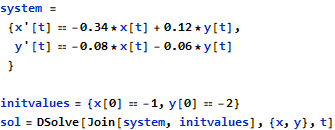 system =
{x'[t] == -0.34*x[t] + 0.12*y[t],
y'[t] == -0.08*x[t] - 0.06*y[t]
}
initvalues = {x[0] == -1, y[0] == -2}
sol = DSolve[Join[system, initvalues], {x, y}, t]